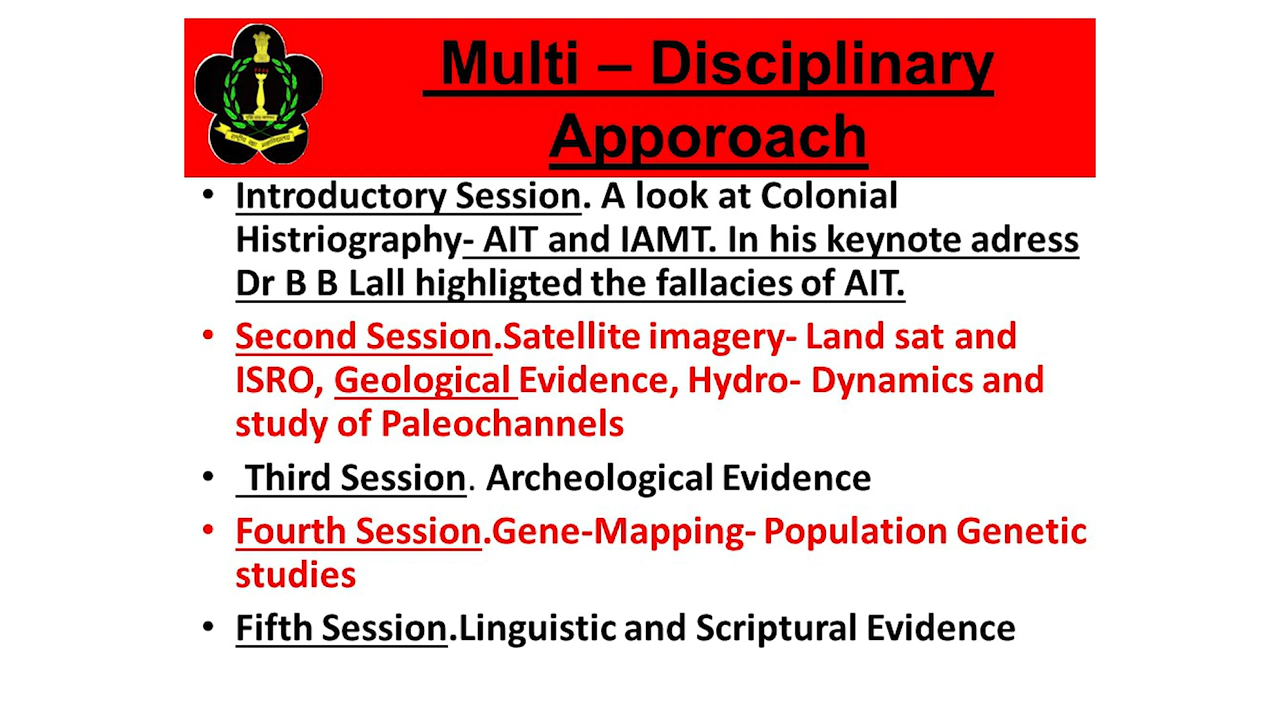 Multi – Disciplinary
Apporoach
• Introductory Session. A look at Colonial
Histriography- AIT and IAMT. In his keynote adress
Dr B B Lall highligted the fallacies of AIT.
• Second Session.Satellite imagery- Land sat and
ISRO, Geological Evidence, Hydro- Dynamics and
study of Paleochannels
• Third Session. Archeological Evidence
• Fourth Session.Gene-Mapping- Population Genetic
studies
• Fifth Session.Linguistic and Scriptural Evidence